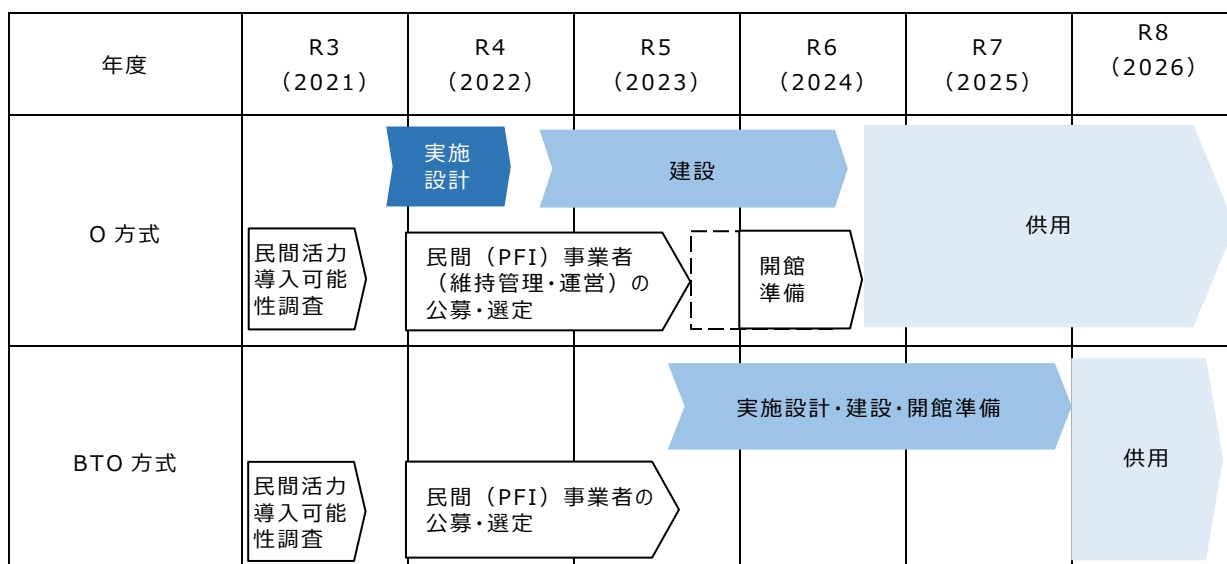 年度
R3
（2021）
R4
（2022）
R5
（2023）
R6
（2024）
R7
（2025）
R8
（2026）
O 方式
実施
設計
建設
供用
民間活力
導入可能
性調査
民間（PFI）事業者
（維持管理・運営）の
公募・選定
開館
準備
BTO 方式
実施設計・建設・開館準備
供用
民間活力
導入可能
性調査
民間（PFI）事業者の
公募・選定